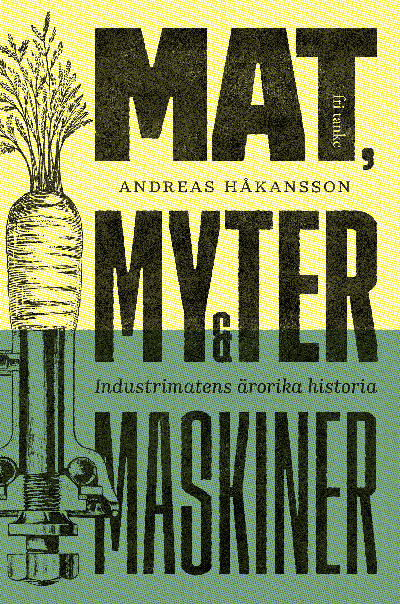 MAT,
fri tanke
ANDREAS HÅKANSSON
MYTER
&
Industrimatens ärorika historia
MASKINER